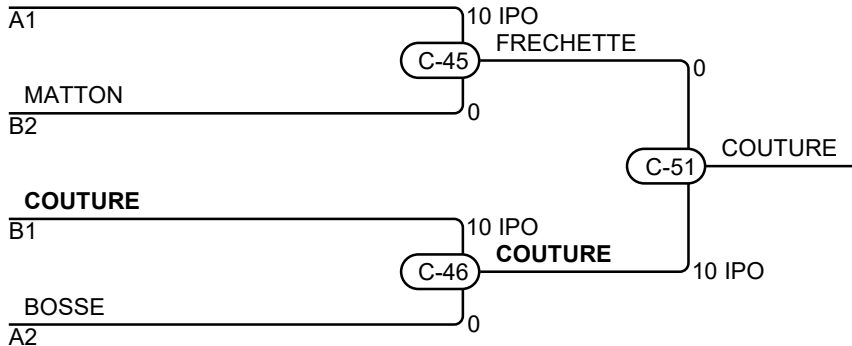 A1
10 IPO
C-45
FRECHETTE
MATTON
B2
0
0
C-51
COUTURE
COUTURE
B1
10 IPO
C-46
COUTURE
10 IPO
BOSSE
A2
0